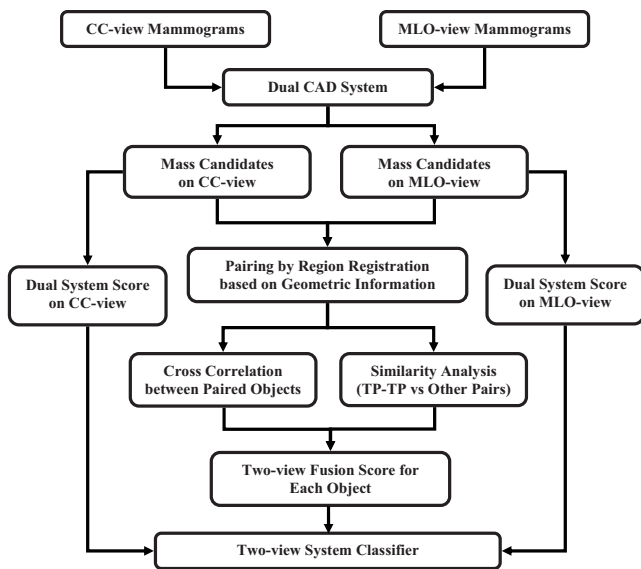 CC-view Mammograms
MLO-view Mammograms
Dual CAD System
Mass Candidates
on CC-view
Mass Candidates
on MLO-view
Pairing by Region Registration
based on Geometric Information
Dual System Score
on CC-view
Dual System Score
on MLO-view
Cross Correlation
between Paired Objects
Similarity Analysis
(TP-TP vs Other Pairs)
Two-view Fusion Score for
Each Object
Two-view System Classifier